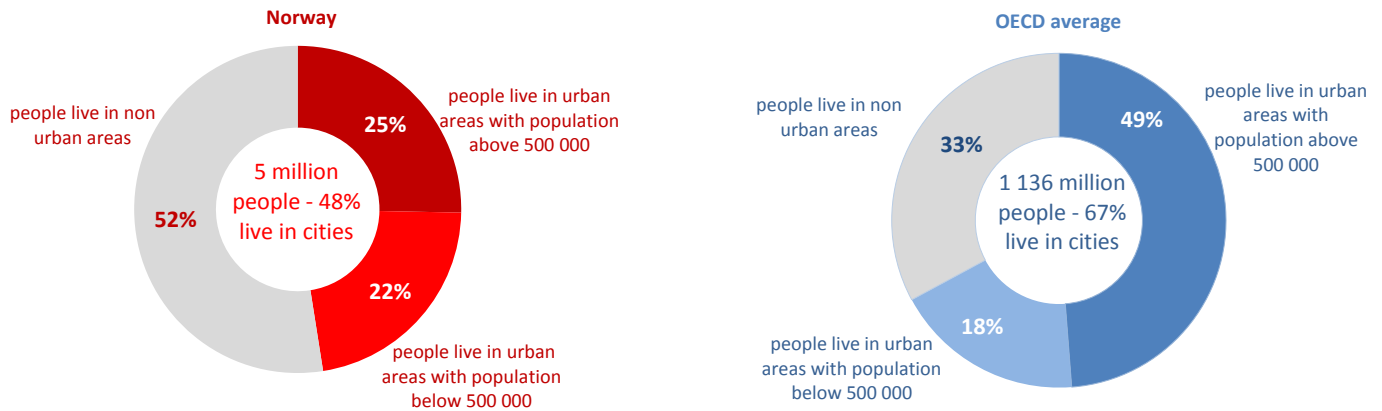 Norway
people live in non
urban areas
25%
people live in urban
areas with population
above 500 000
5 million
people - 48%
live in cities
52%
22%
people live in urban
areas with population
below 500 000
OECD average
people live in non
urban areas
49%
people live in urban
areas with
population above
500 000
33%
1 136 million
people - 67%
live in cities
18%
people live in urban
areas with population
below 500 000